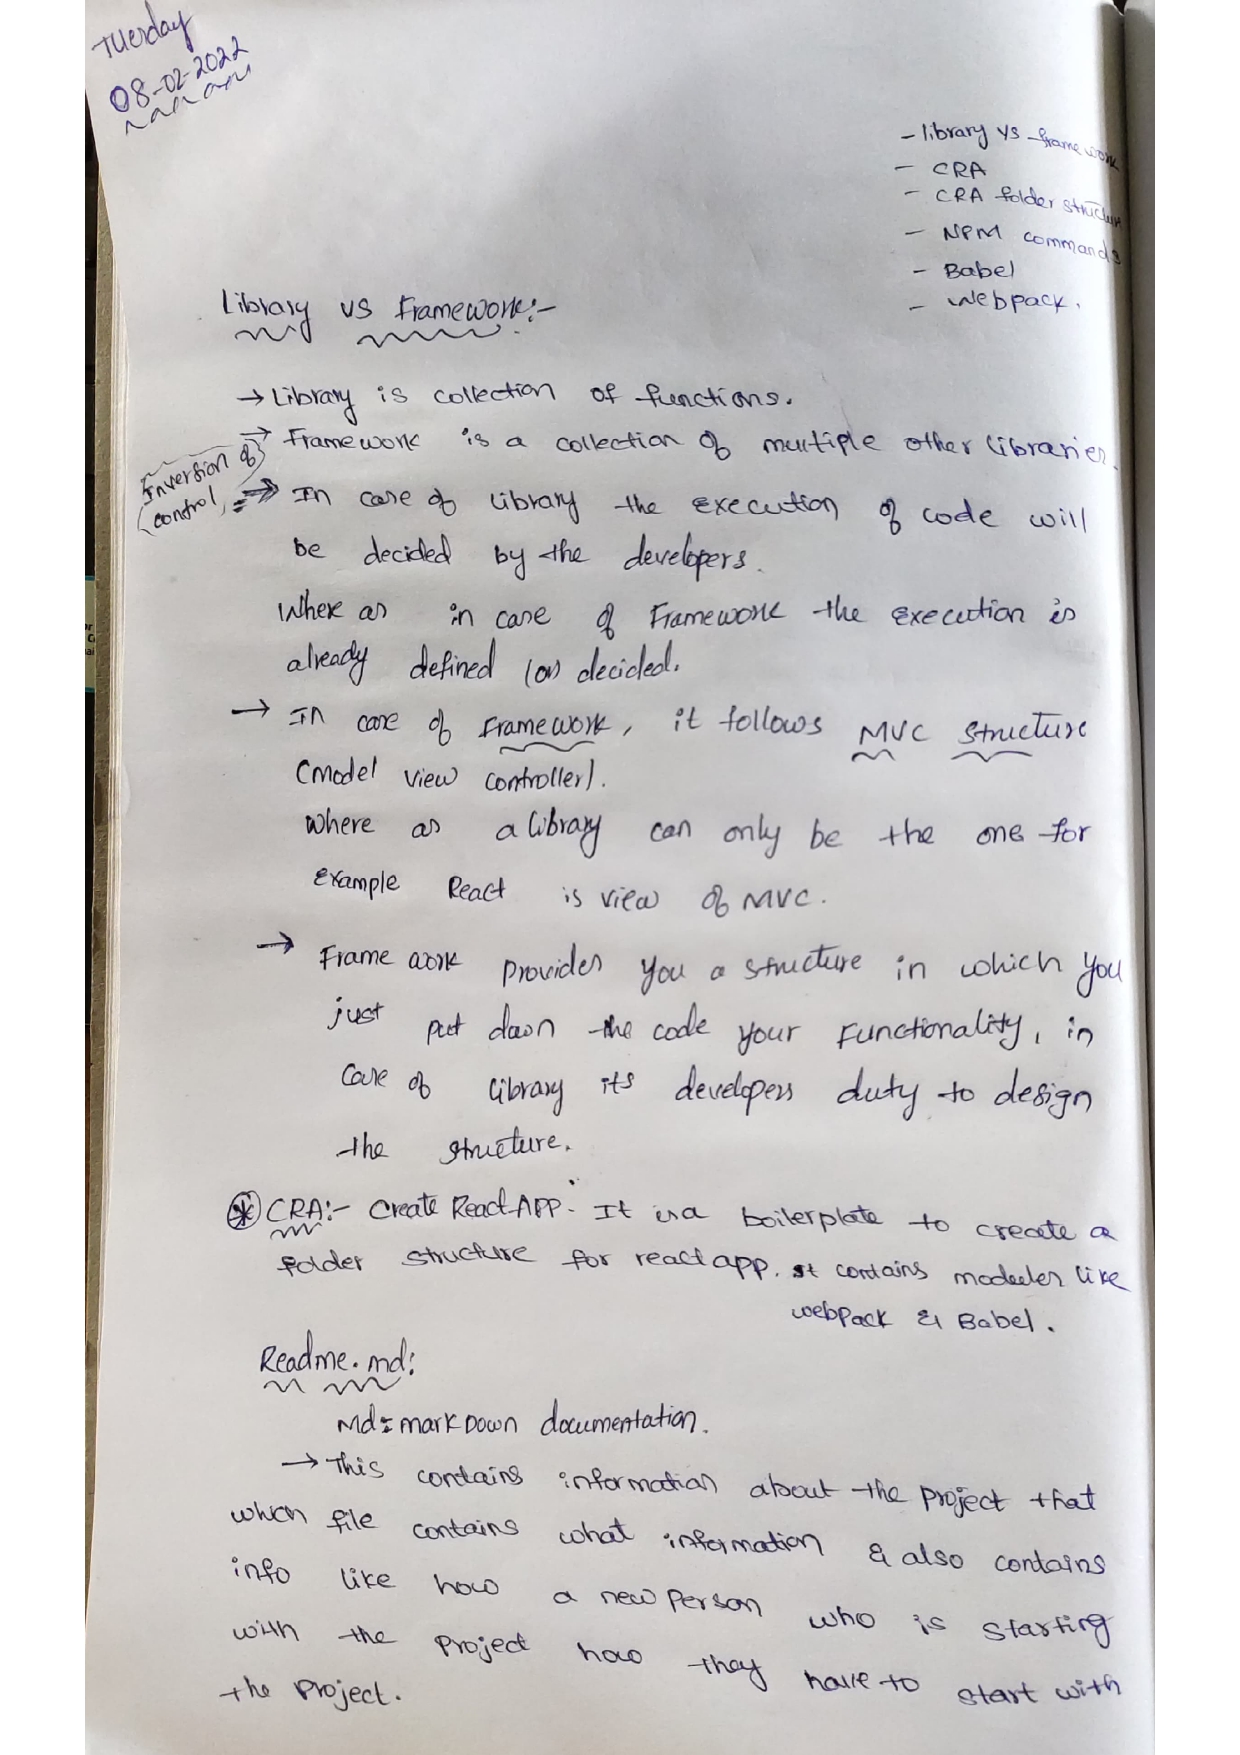 Tuesday
08-02-2022
- library vs framework
- CRA
- CRA folder structure
- NPM commands
- Babel
- Webpack.
Library vs Framework:-
→ Library is collection of functions.
→ Framework is a collection of multiple other libraries.
Inversion of
control
⇒ In case of library the execution of code will
be decided by the developers.
Where as in case of Framework the execution is
already defined (or) decided.
→ In case of Framework, it follows MVC structure
(model view controller).
Where as a library can only be the one for
example React is view of MVC.
→ Frame work provides you a structure in which you
just put down the code your functionality, in
case of library its developers duty to design
the structure.
* CRA:- Create React-APP- It is a boilerplate to create a
folder structure for react app. It contains modules like
webpack & Babel.
Readme.md:
Md = mark Down documentation.
→ This contains information about the project that
which file contains what information & also contains
info like how a new person who is starting
with the project how they have to start with
the project.